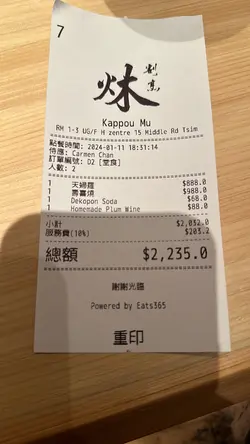 7
割烹
Kappou Mu
RM 1-3 UG/F H zentre 15 Middle Rd Tsim
點餐時間: 2024-01-11 18:31:14
侍應: Carmen Chan
訂單編號: D2 [堂食]
人數: 2
1 天婦羅 $888.0
1 壽喜燒 $988.0
1 Dekopon Soda $68.0
1 Homemade Plum Wine $88.0
小計 $2,032.0
服務費(10%) $203.2
總額 $2,235.0
謝謝光臨
Powered by Eats365
重印